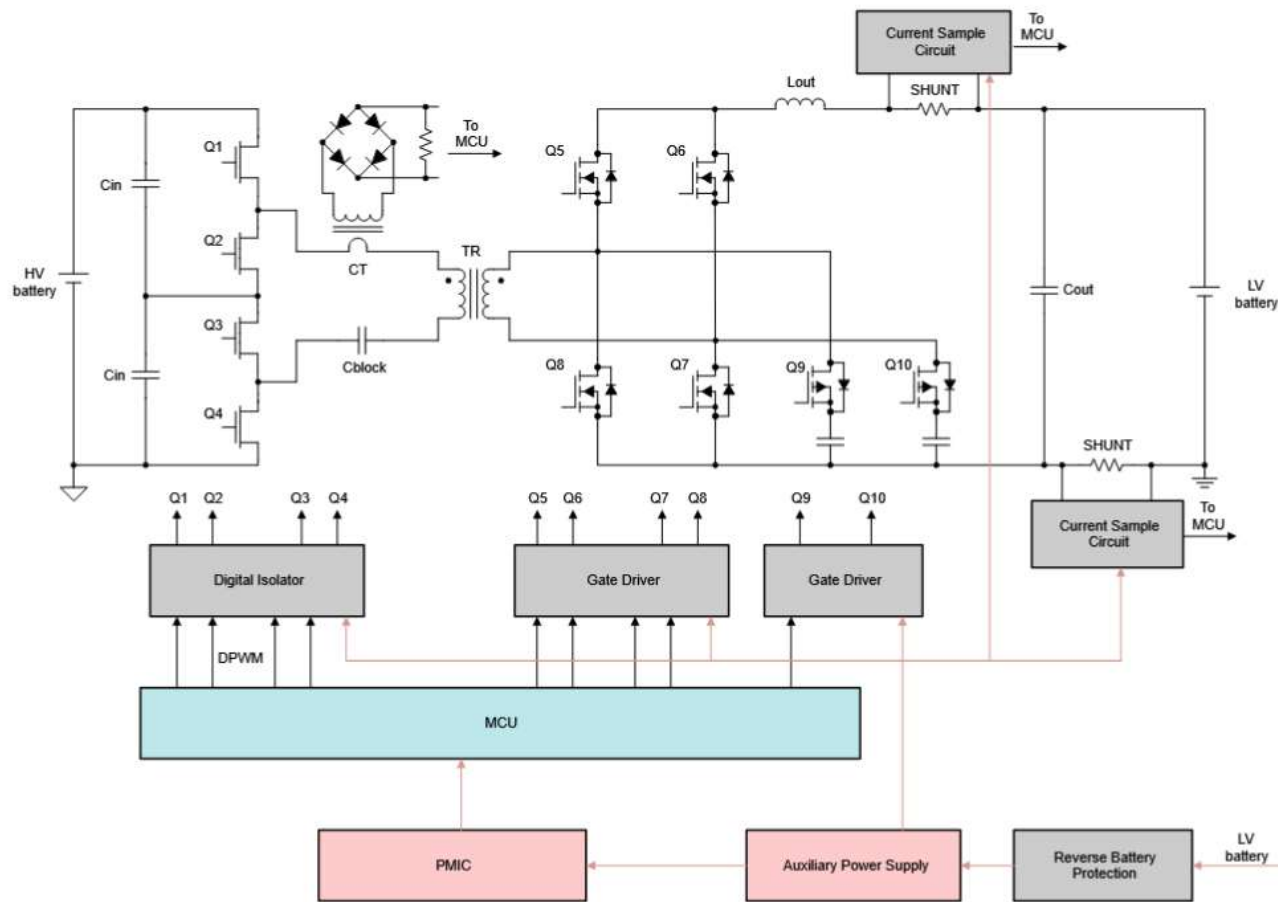 Current Sample
Circuit
To
MCU
Lout
SHUNT
To
MCU
Q1
Q5
Q6
Cin
Q2
TR
CT
HV
battery
Cout
LV
battery
Q3
Cblock
Q8
Q7
Q9
Q10
Cin
Q4
SHUNT
Q1
Q2
Q3
Q4
Q5
Q6
Q7
Q8
Q9
Q10
To
MCU
Current Sample
Circuit
Digital Isolator
Gate Driver
Gate Driver
DPWM
MCU
PMIC
Auxiliary Power Supply
Reverse Battery
Protection
LV
battery